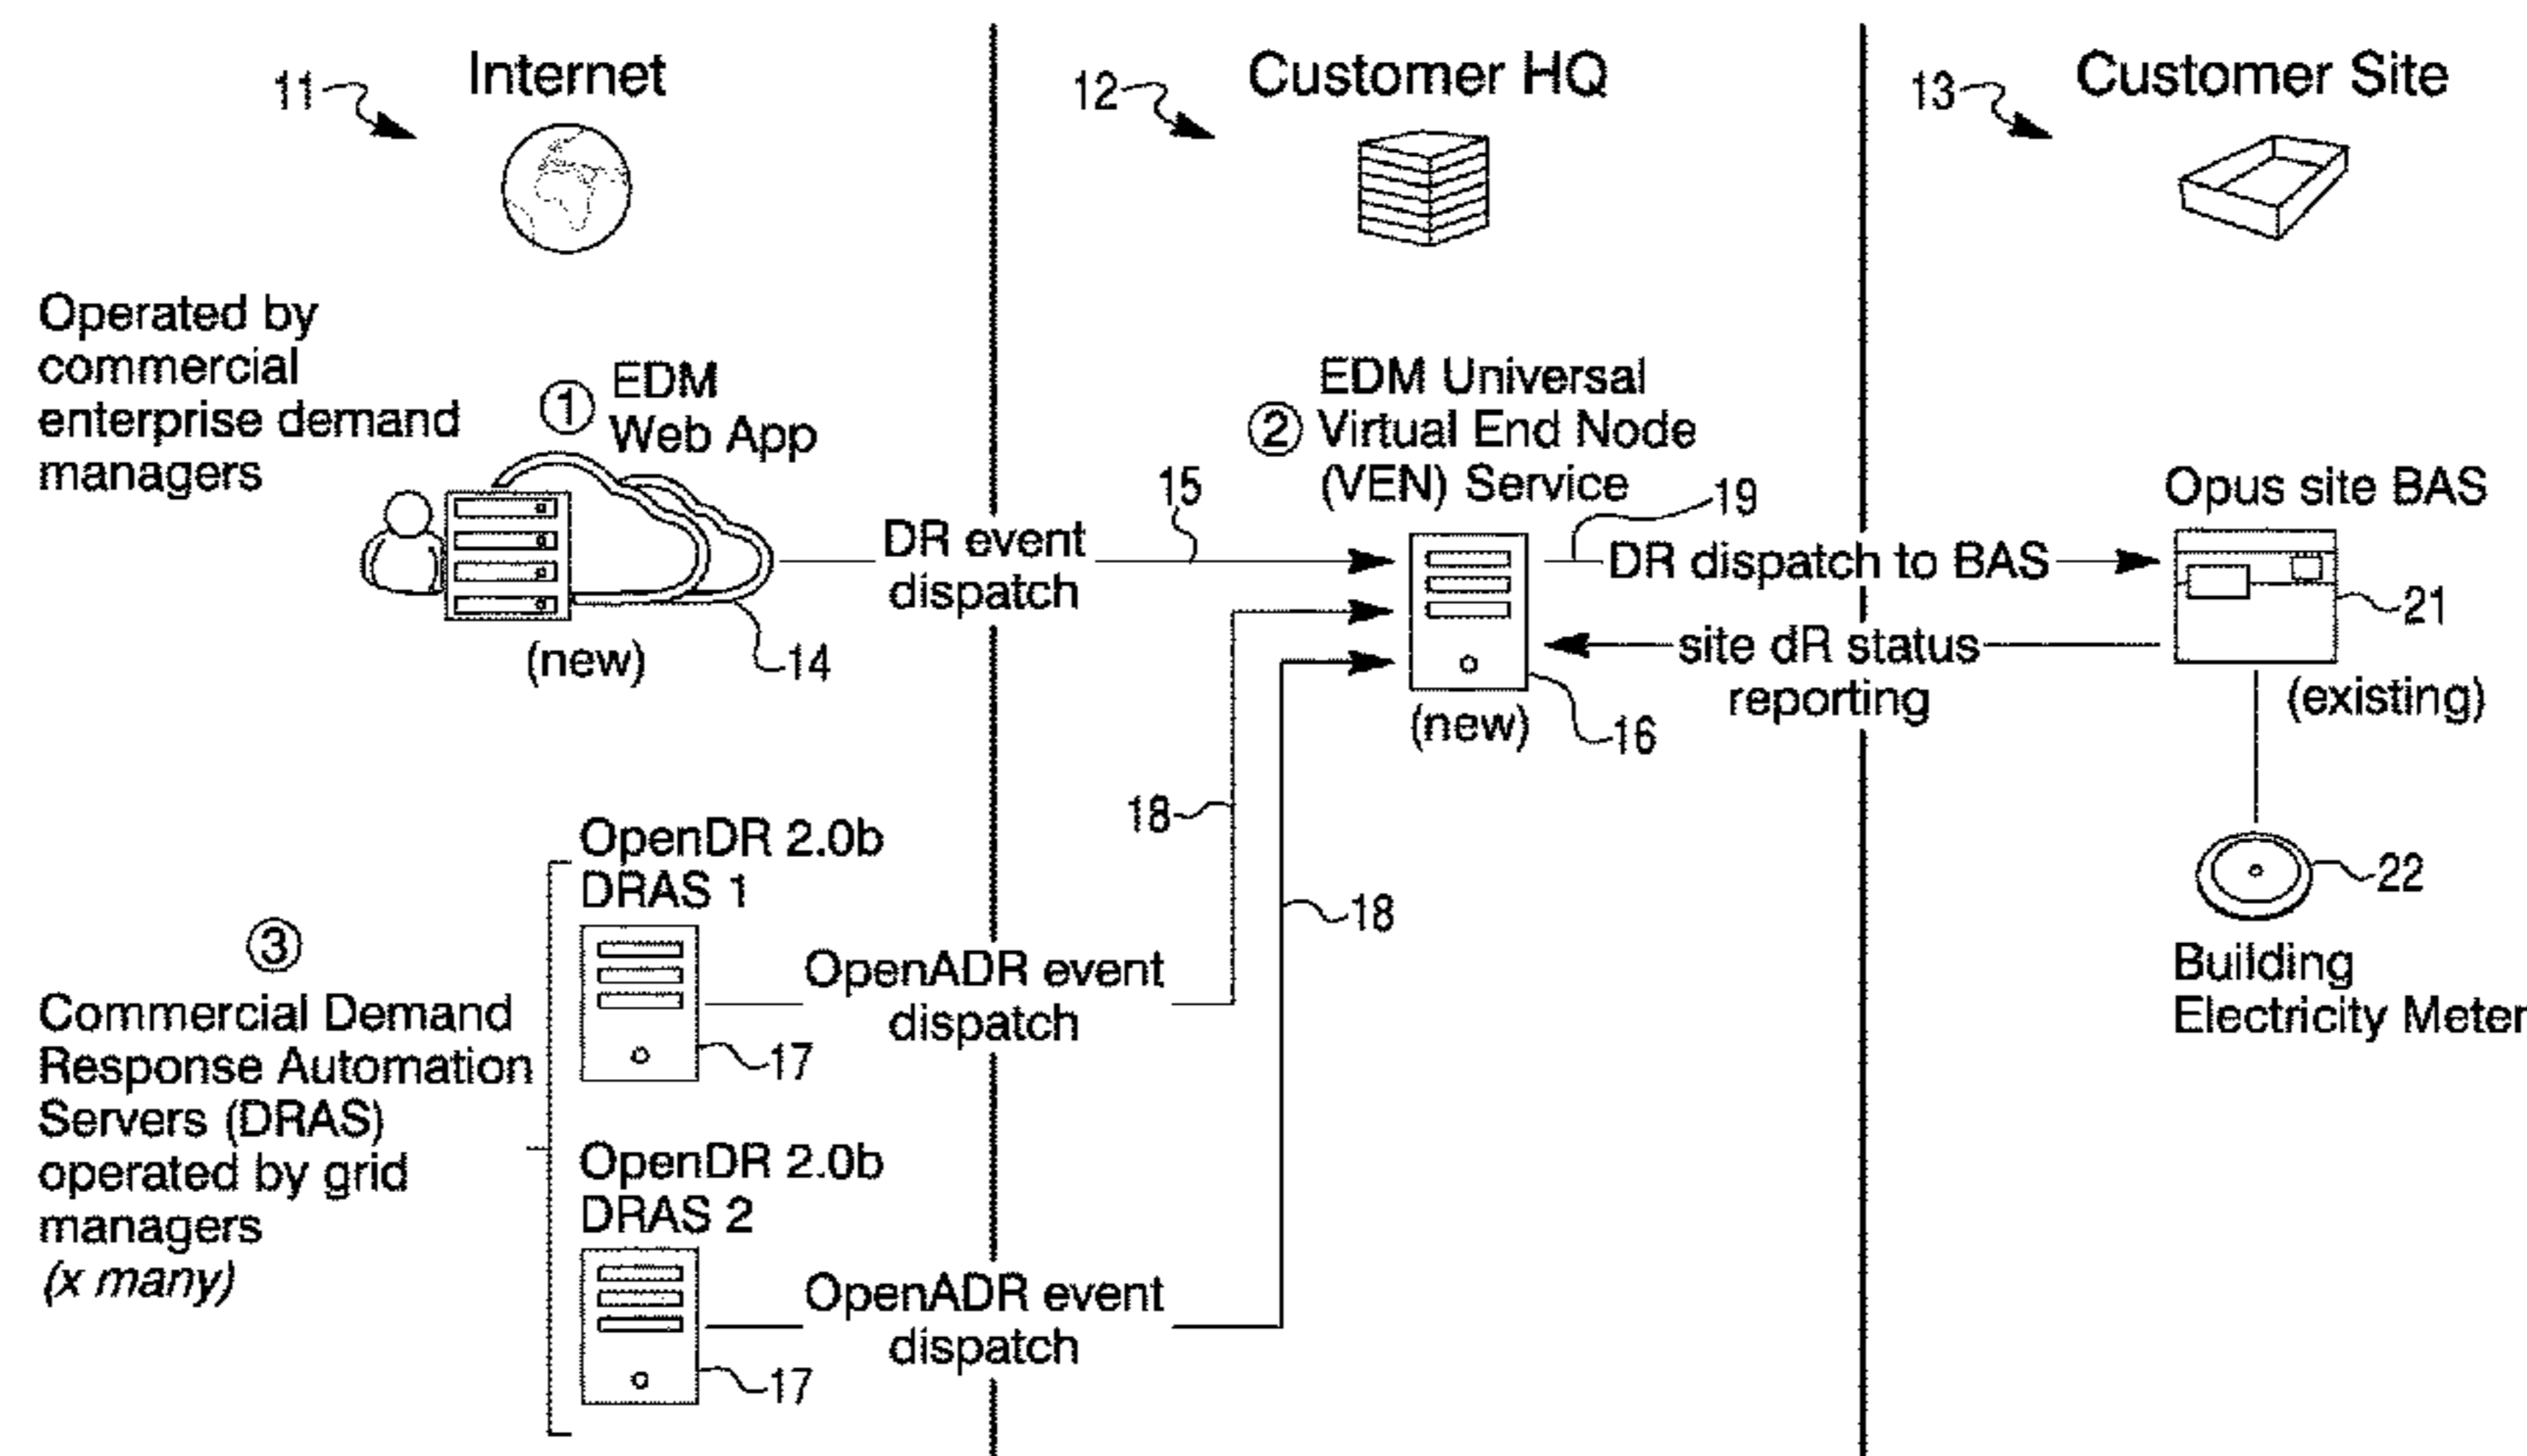 11
Internet
12
Customer HQ
13
Customer Site
Operated by
commercial
enterprise demand
managers
1
EDM
Web App
(new)
14
DR event
dispatch
15
EDM Universal
2
Virtual End Node
(VEN) Service
19
DR dispatch to BAS
site dR status
reporting
(new)
16
Opus site BAS
21
(existing)
22
Building
Electricity Meter
18
18
3
Commercial Demand
Response Automation
Servers (DRAS)
operated by grid
managers
(x many)
OpenDR 2.0b
DRAS 1
17
OpenADR event
dispatch
OpenDR 2.0b
DRAS 2
17
OpenADR event
dispatch